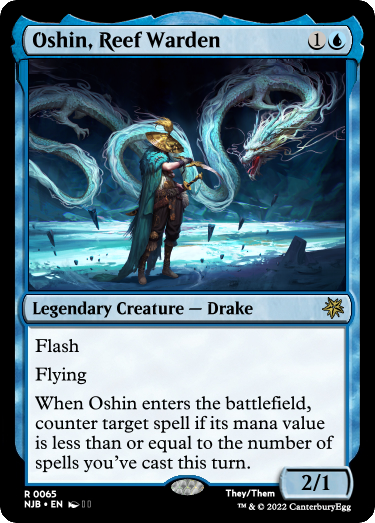 Oshin, Reef Warden 1
Legendary Creature — Drake
Flash
Flying
When Oshin enters the battlefield,
counter target spell if its mana value
is less than or equal to the number of
spells you've cast this turn.
2/1
R 0065
NJB • EN
They/Them
™ & © 2022 CanterburyEgg